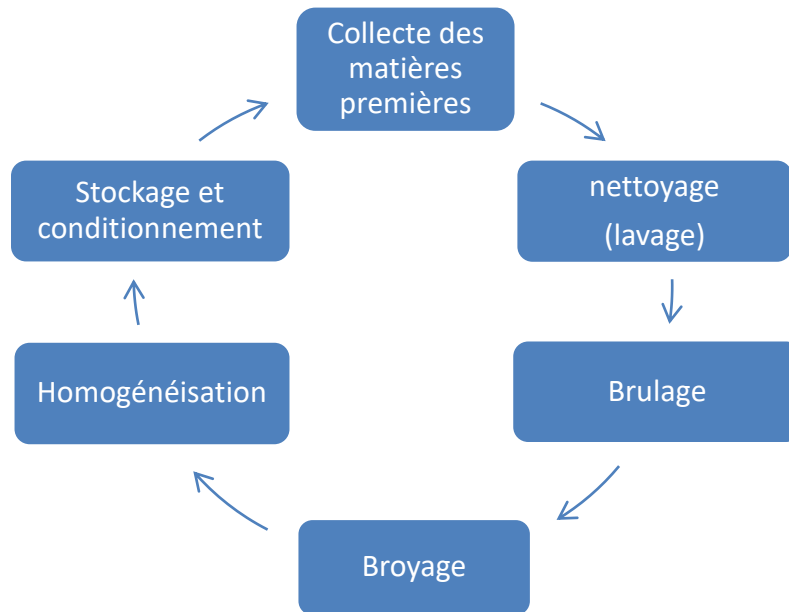 Collecte des
matières
premières
nettoyage
(lavage)
Brulage
Broyage
Homogénéisation
Stockage et
conditionnement